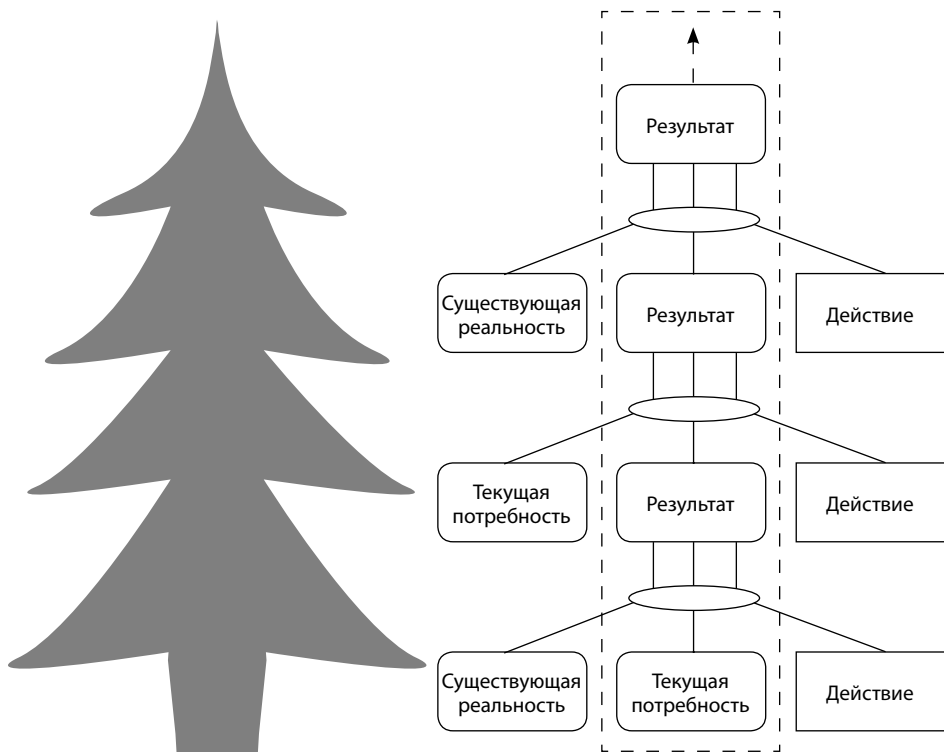 Результат
Существующая
реальность
Результат
Действие
Текущая
потребность
Результат
Действие
Существующая
реальность
Текущая
потребность
Действие